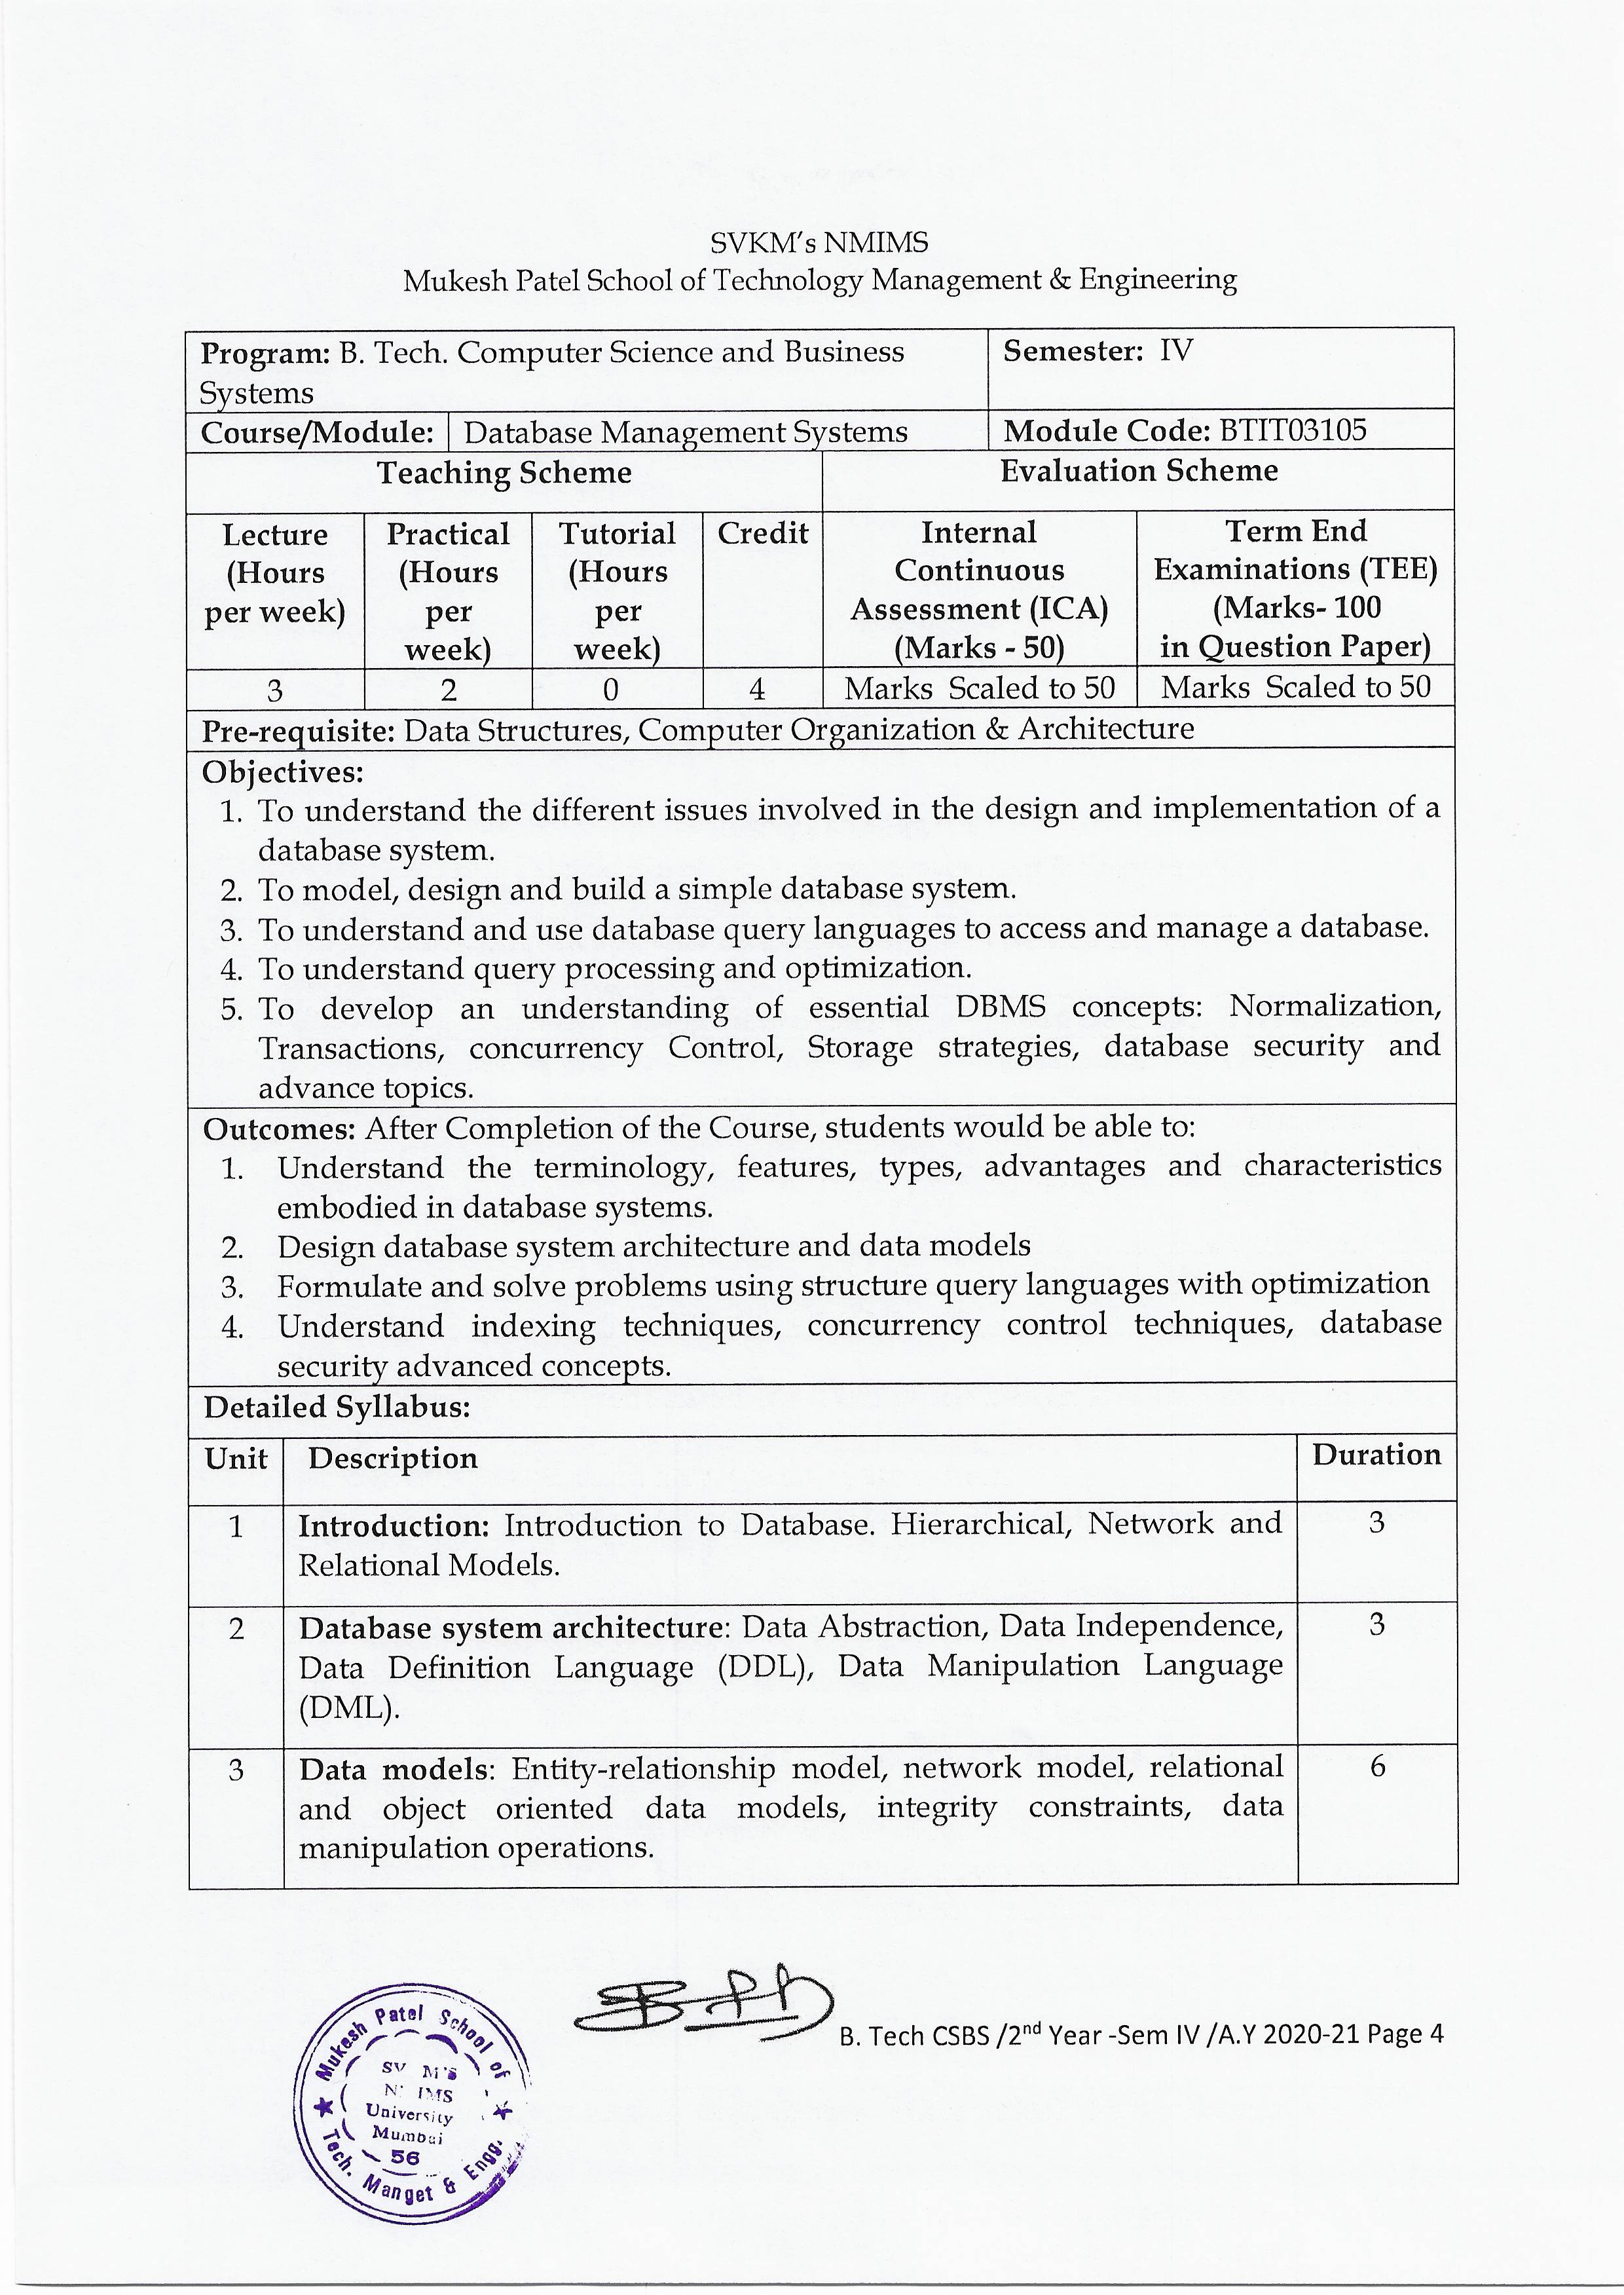 SVKM's NMIMS
Mukesh Patel School of Technology Management & Engineering
Program: B. Tech. Computer Science and Business
Systems
Semester: IV
Course/Module: Database Management Systems
Module Code: BTIT03105
Teaching Scheme
Evaluation Scheme
Lecture
(Hours
per week)
Practical
(Hours
per
week)
Tutorial
(Hours
per
week)
Credit
Internal
Continuous
Assessment (ICA)
(Marks - 50)
Term End
Examinations (TEE)
(Marks- 100
in Question Paper)
3 2 0 4 Marks Scaled to 50 Marks Scaled to 50
Pre-requisite: Data Structures, Computer Organization & Architecture
Objectives:
1. To understand the different issues involved in the design and implementation of a
database system.
2. To model, design and build a simple database system.
3. To understand and use database query languages to access and manage a database.
4. To understand query processing and optimization.
5. To develop an understanding of essential DBMS concepts: Normalization,
Transactions, concurrency Control, Storage strategies, database security and
advance topics.
Outcomes: After Completion of the Course, students would be able to:
1. Understand the terminology, features, types, advantages and characteristics
embodied in database systems.
2. Design database system architecture and data models
3. Formulate and solve problems using structure query languages with optimization
4. Understand indexing techniques, concurrency control techniques, database
security advanced concepts.
Detailed Syllabus:
Unit Description Duration
1 Introduction: Introduction to Database. Hierarchical, Network and 3
Relational Models.
2 Database system architecture: Data Abstraction, Data Independence, 3
Data Definition Language (DDL), Data Manipulation Language
(DML).
3 Data models: Entity-relationship model, network model, relational 6
and object oriented data models, integrity constraints, data
manipulation operations.
B. Tech CSBS /2nd Year -Sem IV /A.Y 2020-21 Page 4
Mukesh Patel School of
Tech. Manget & Engg.
University
Mumbai
56